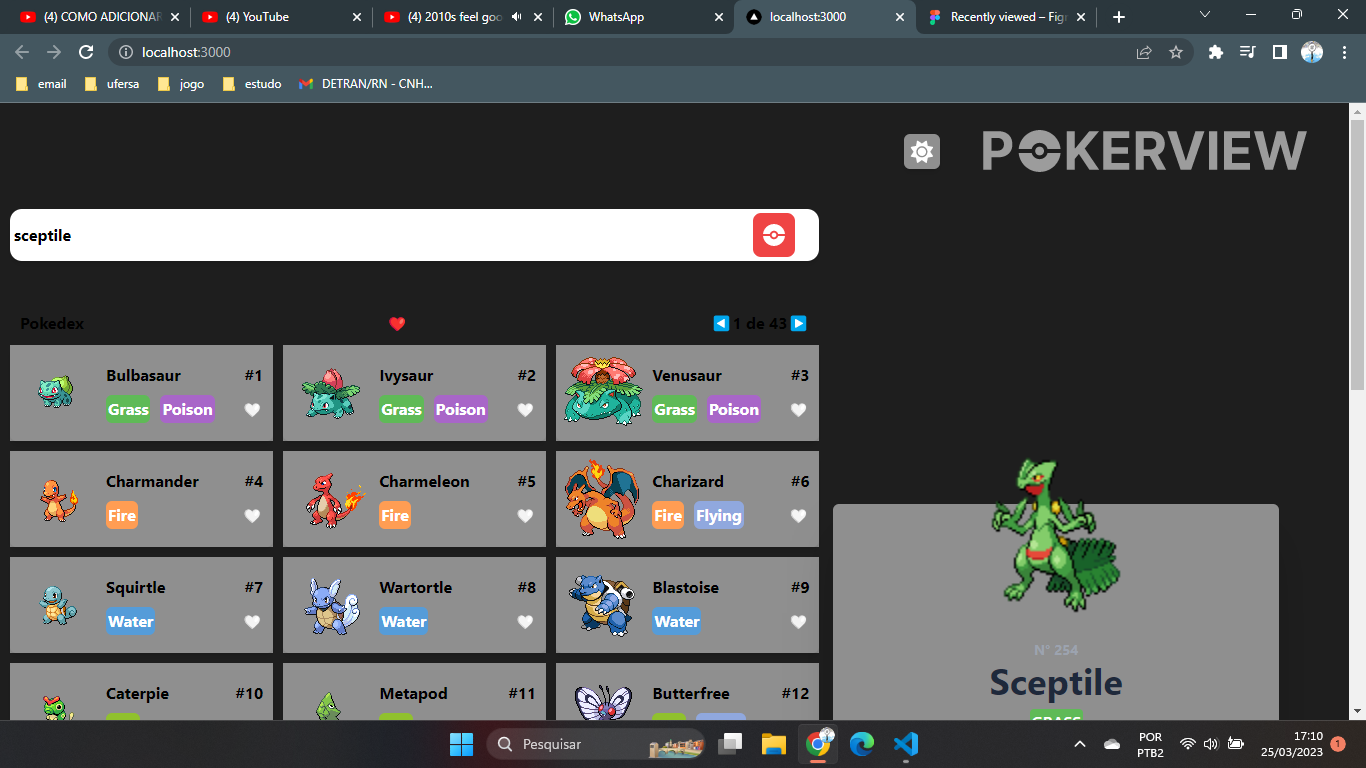 (4) COMO ADICIONAR (4) YouTube (4) 2010s feel goo WhatsApp localhost:3000 Recently viewed – Fig
localhost:3000
email ufersa jogo estudo DETRAN/RN - CNH...
POKERVIEW
sceptile
Pokedex 1 de 43
Bulbasaur #1 Ivysaur #2 Venusaur #3
Grass Poison Grass Poison Grass Poison
Charmander #4 Charmeleon #5 Charizard #6
Fire Fire Fire Flying
Squirtle #7 Wartortle #8 Blastoise #9
Water Water Water
N° 254
Sceptile
Caterpie #10 Metapod #11 Butterfree #12
GRASS
Pesquisar
POR
PTB2
17:10
25/03/2023
1